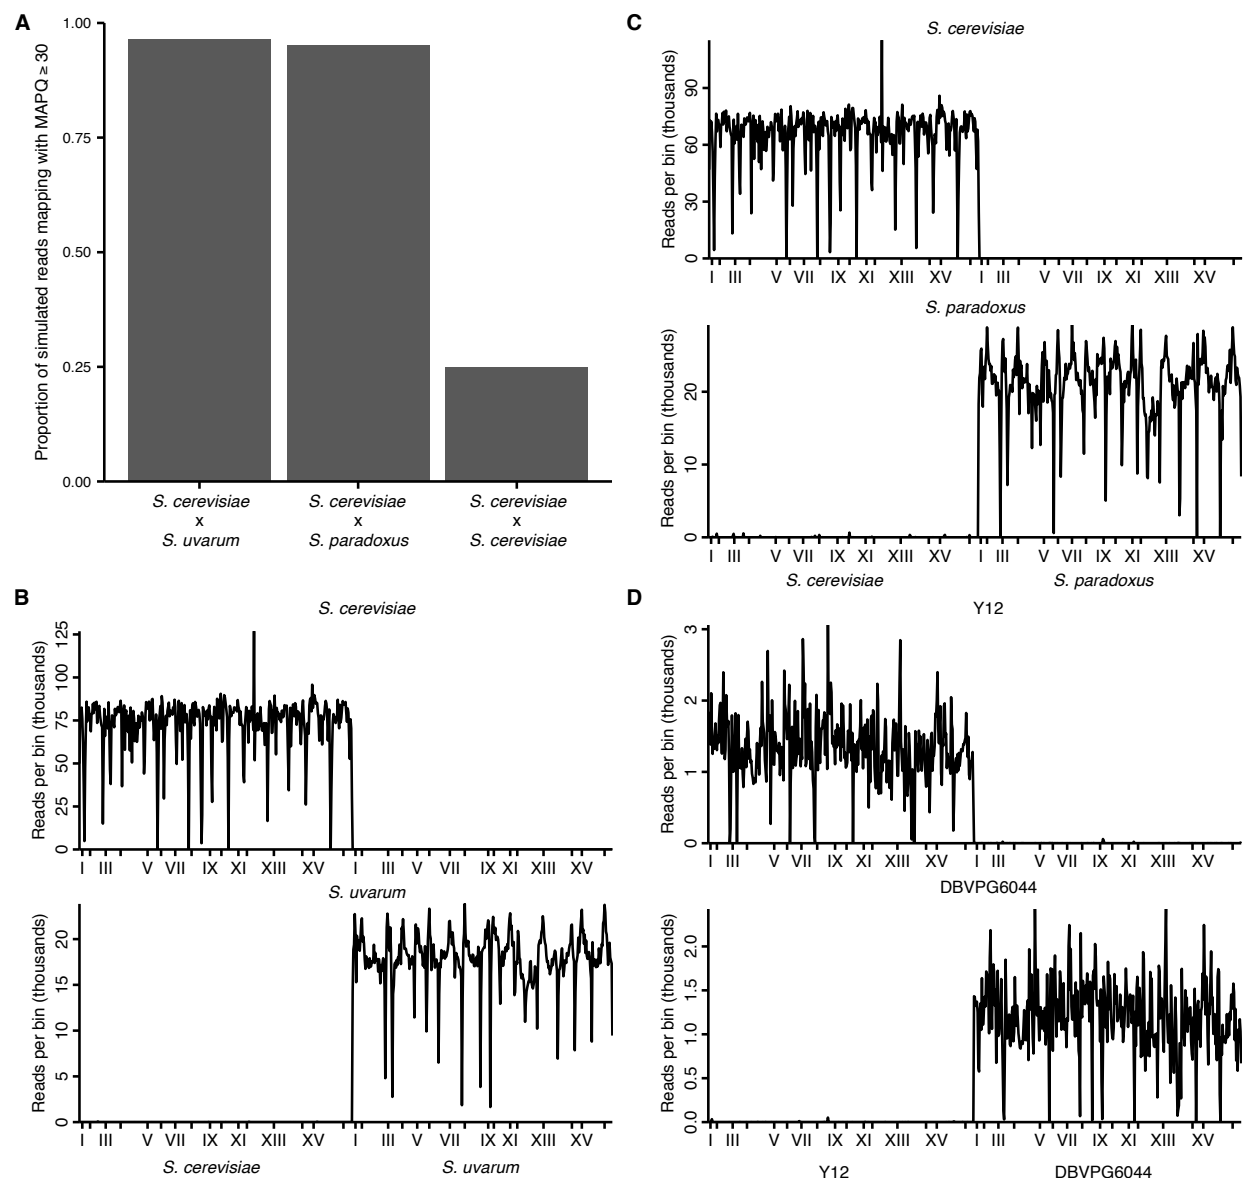 A
Proportion of simulated reads mapping with MAPQ ≥ 30
1.00
0.75
0.50
0.25
0.00
S. cerevisiae
x
S. uvarum
S. cerevisiae
x
S. paradoxus
S. cerevisiae
x
S. cerevisiae
B
S. cerevisiae
Reads per bin (thousands)
125
100
75
50
25
0
I III V VII IX XI XIII XV I III V VII IX XI XIII XV
S. uvarum
Reads per bin (thousands)
20
15
10
5
0
I III V VII IX XI XIII XV I III V VII IX XI XIII XV
S. cerevisiae S. uvarum
C
S. cerevisiae
Reads per bin (thousands)
90
60
30
0
I III V VII IX XI XIII XV I III V VII IX XI XIII XV
S. paradoxus
Reads per bin (thousands)
20
10
0
I III V VII IX XI XIII XV I III V VII IX XI XIII XV
S. cerevisiae S. paradoxus
D
Y12
Reads per bin (thousands)
3
2
1
0
I III V VII IX XI XIII XV I III V VII IX XI XIII XV
DBVPG6044
Reads per bin (thousands)
2.0
1.5
1.0
0.5
0.0
I III V VII IX XI XIII XV I III V VII IX XI XIII XV
Y12 DBVPG6044